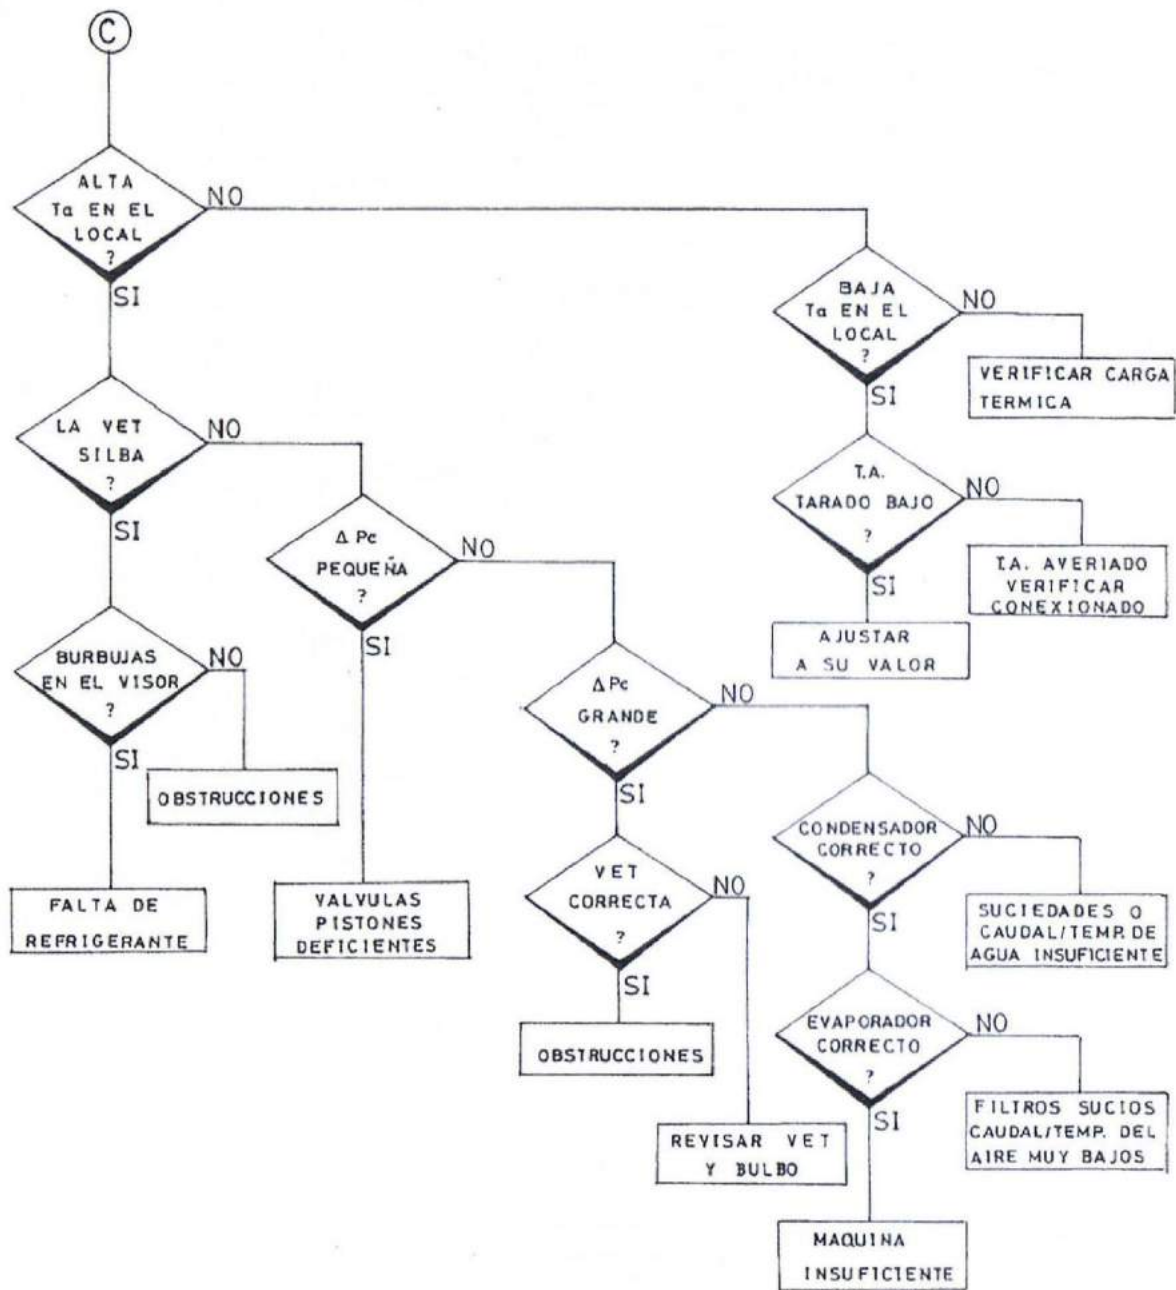 C
ALTA
Ta EN EL
LOCAL
?
NO
SI
BAJA
Ta EN EL
LOCAL
?
NO
SI
VERIFICAR CARGA
TERMICA
LA VET
SILBA
?
NO
SI
T.A.
TARADO BAJO
?
NO
SI
T.A. AVERIADO
VERIFICAR
CONEXIONADO
AJUSTAR
A SU VALOR
Δ Pc
PEQUEÑA
?
NO
SI
BURBUJAS
EN EL VISOR
?
NO
SI
OBSTRUCCIONES
FALTA DE
REFRIGERANTE
VALVULAS
PISTONES
DEFICIENTES
Δ Pc
GRANDE
?
NO
SI
VET
CORRECTA
?
NO
SI
OBSTRUCCIONES
REVISAR VET
Y BULBO
CONDENSADOR
CORRECTO
?
NO
SI
SUCIEDADES O
CAUDAL/TEMP. DE
AGUA INSUFICIENTE
EVAPORADOR
CORRECTO
?
NO
SI
FILTROS SUCIOS
CAUDAL/TEMP. DEL
AIRE MUY BAJOS
MAQUINA
INSUFICIENTE